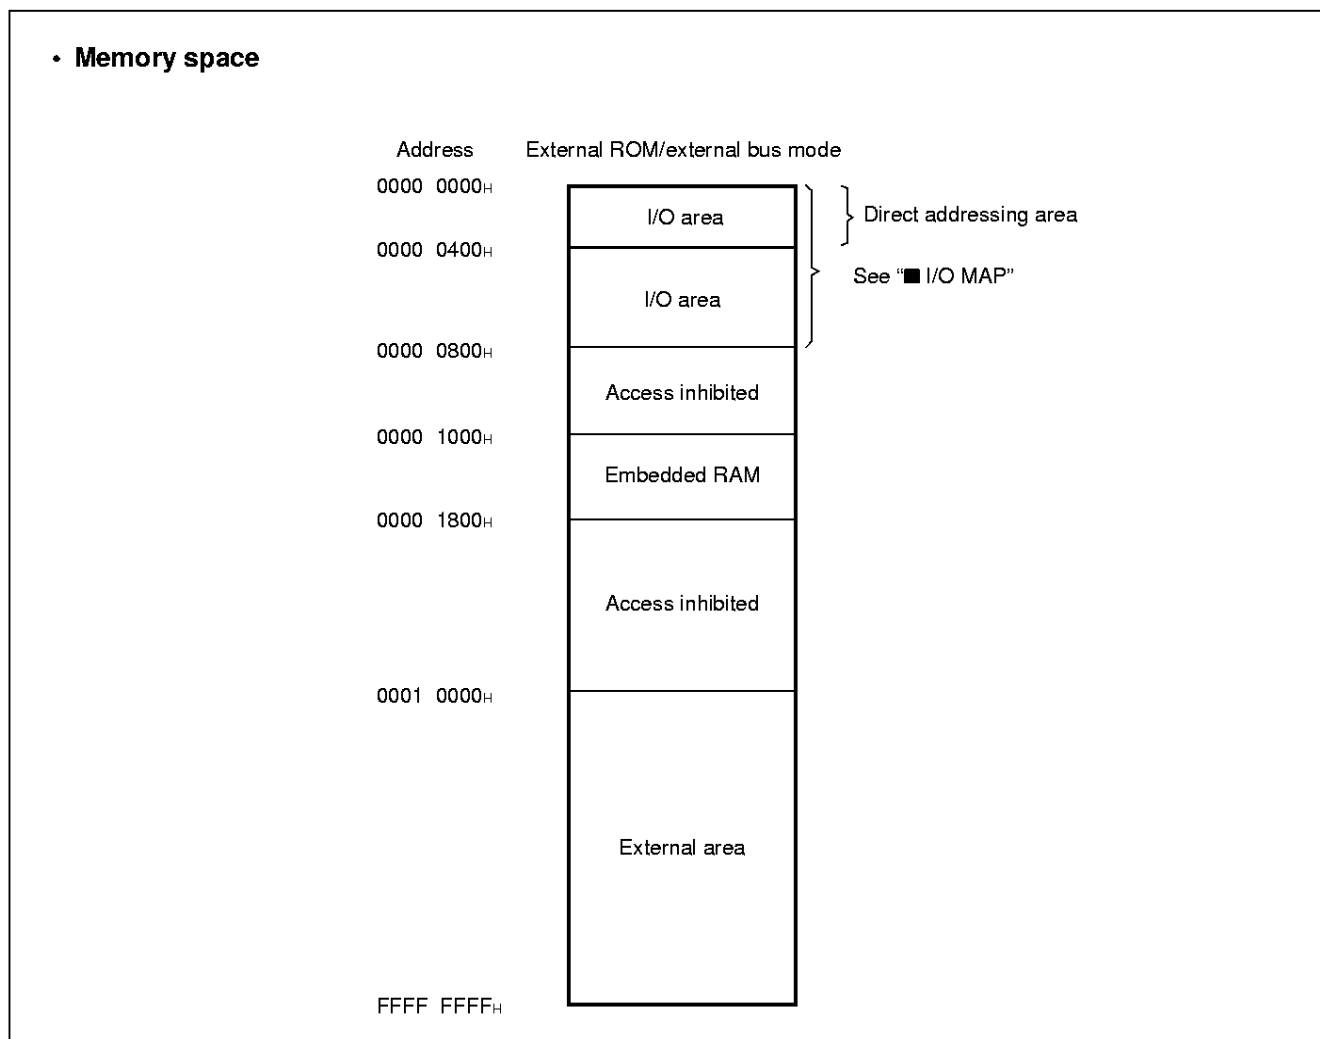 • Memory space
Address External ROM/external bus mode
0000 0000H
I/O area
Direct addressing area
0000 0400H
See “■ I/O MAP”
I/O area
0000 0800H
Access inhibited
0000 1000H
Embedded RAM
0000 1800H
Access inhibited
0001 0000H
External area
FFFF FFFFH